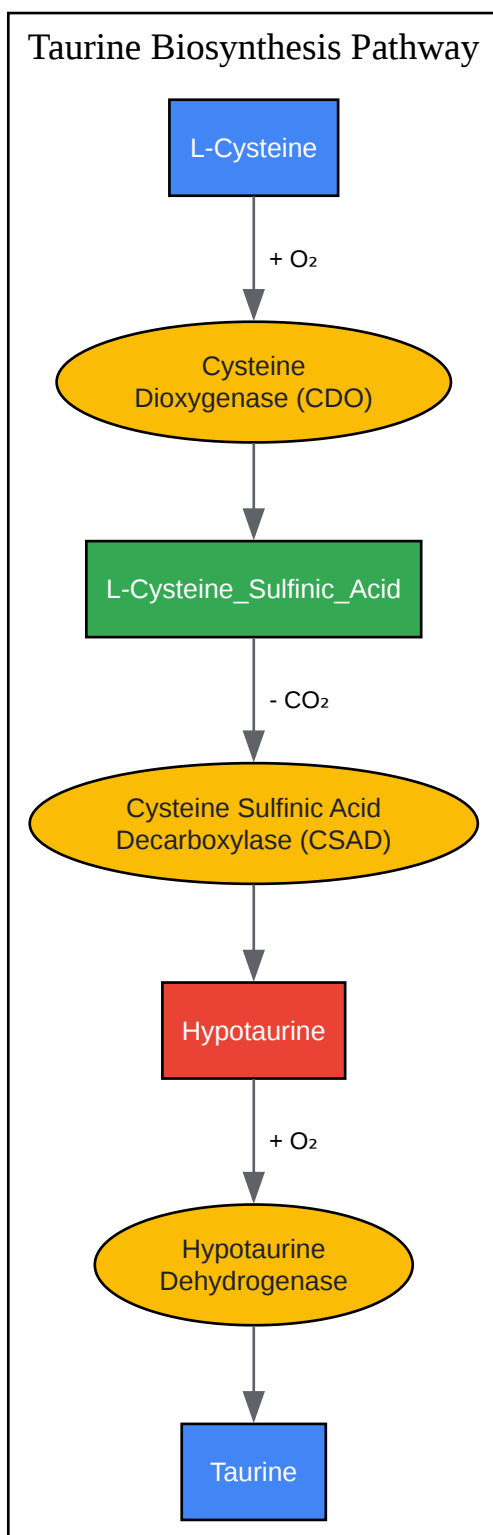 Taurine Biosynthesis Pathway
L-Cysteine
+ O₂
Cysteine
Dioxygenase (CDO)
L-Cysteine_Sulfinic_Acid
- CO₂
Cysteine Sulfinic Acid
Decarboxylase (CSAD)
Hypotaurine
+ O₂
Hypotaurine
Dehydrogenase
Taurine